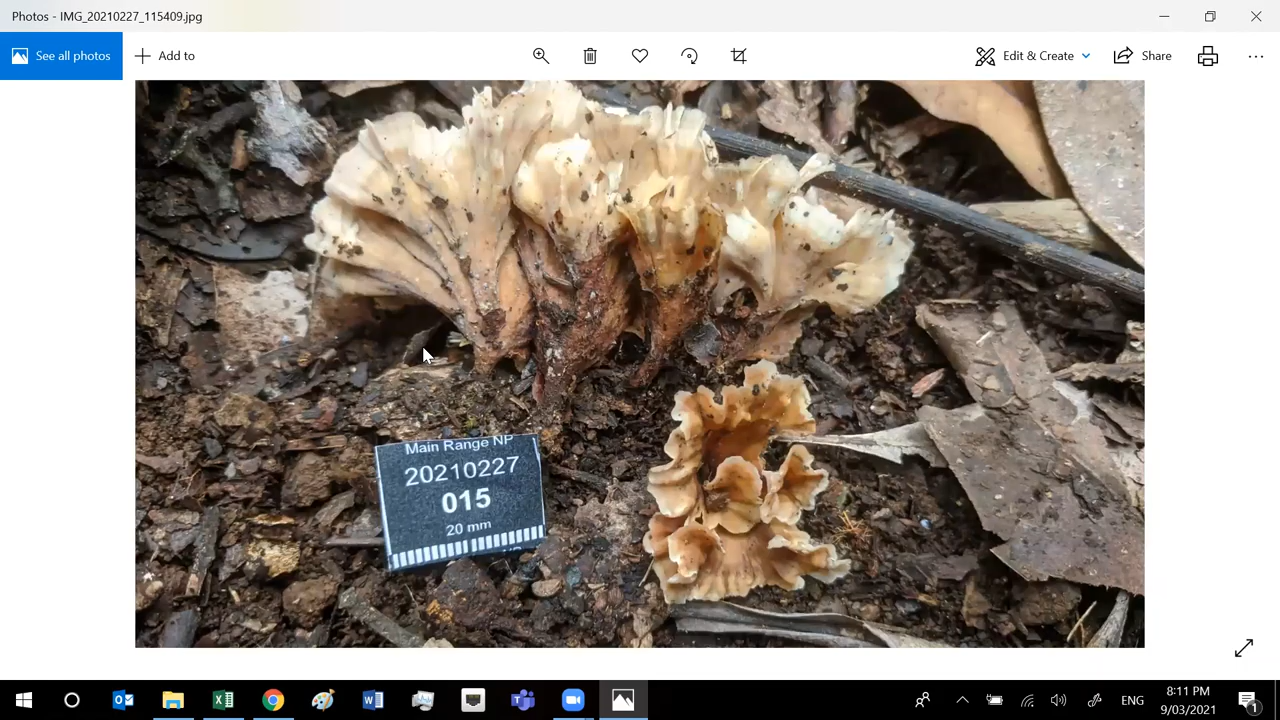 Photos - IMG_20210227_115409.jpg
See all photos
Add to
Edit & Create
Share
Main Range NP
20210227
015
20 mm
ENG
8:11 PM
9/03/2021
1